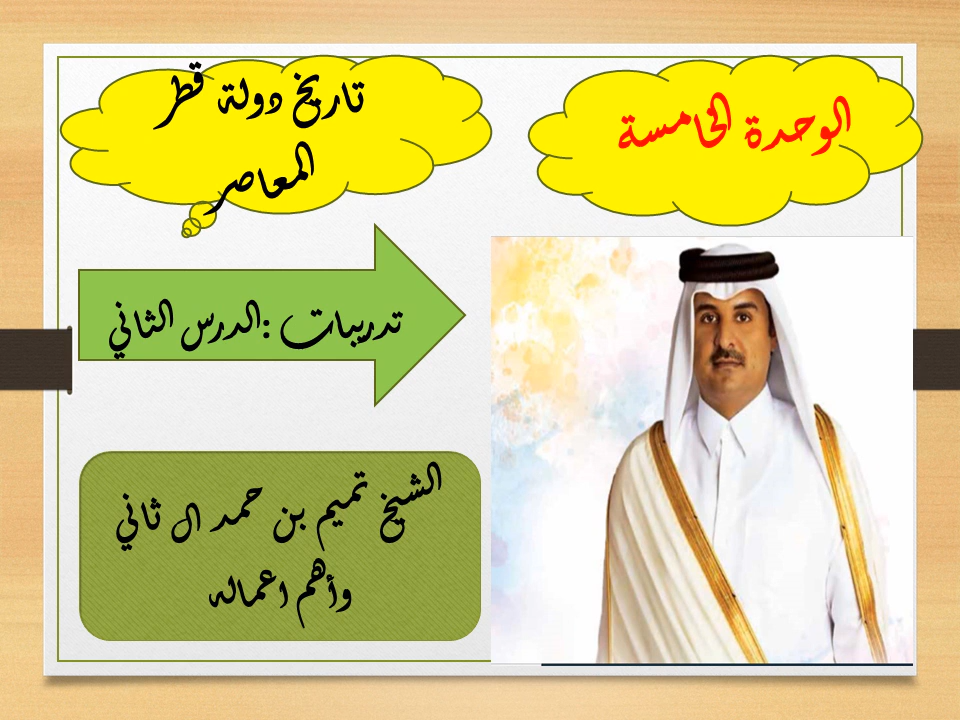 الوحدة الخامسة
تاريخ دولة قطر
المعاصر
تدريبات :الدرس الثاني
الشيخ تميم بن حمد ال ثاني
وأهم اعماله